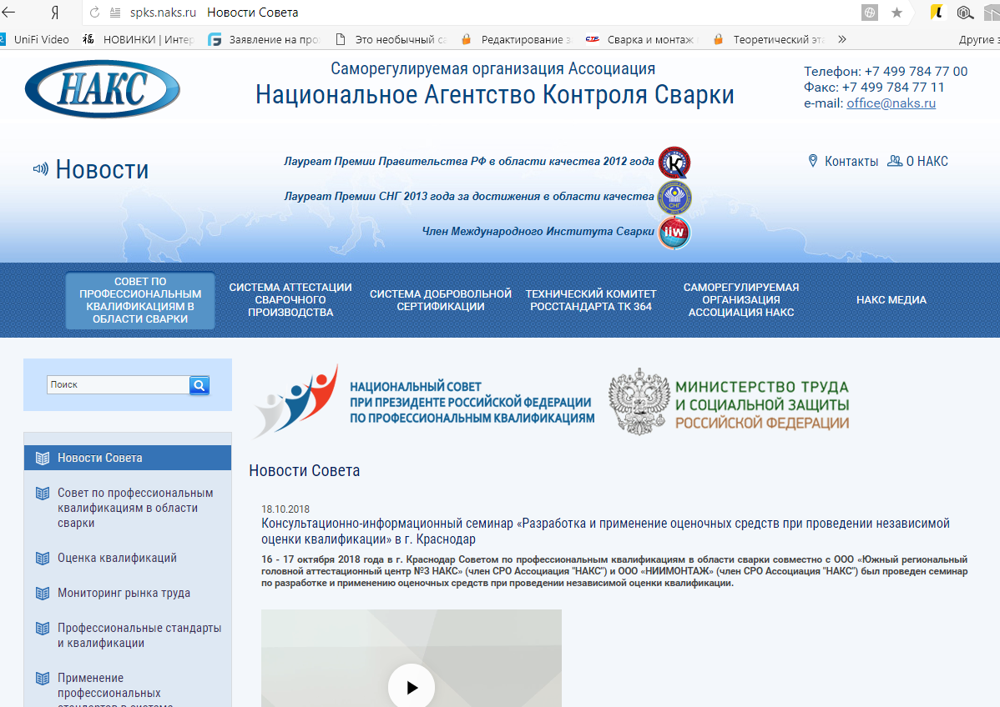 Я
spks.naks.ru Новости Совета
UniFi Video
福 НОВИНКИ | Интер
Заявление на про
Это необычный са
Редактирование з
СТБ Сварка и монтаж
Теоретический эта
»
Другие з
НАКС
Саморегулируемая организация Ассоциация
Национальное Агентство Контроля Сварки
Телефон: +7 499 784 77 00
Факс: +7 499 784 77 11
e-mail: office@naks.ru
Новости
Лауреат Премии Правительства РФ в области качества 2012 года
Лауреат Премии СНГ 2013 года за достижения в области качества
СНГ
Член Международного Института Сварки
iiw
Контакты
О НАКС
СОВЕТ ПО
ПРОФЕССИОНАЛЬНЫМ
КВАЛИФИКАЦИЯМ В
ОБЛАСТИ СВАРКИ
СИСТЕМА АТТЕСТАЦИИ
СВАРОЧНОГО
ПРОИЗВОДСТВА
СИСТЕМА ДОБРОВОЛЬНОЙ
СЕРТИФИКАЦИИ
ТЕХНИЧЕСКИЙ КОМИТЕТ
РОССТАНДАРТА ТК 364
САМОРЕГУЛИРУЕМАЯ
ОРГАНИЗАЦИЯ
АССОЦИАЦИЯ НАКС
НАКС МЕДИА
Поиск
НАЦИОНАЛЬНЫЙ СОВЕТ
ПРИ ПРЕЗИДЕНТЕ РОССИЙСКОЙ ФЕДЕРАЦИИ
ПО ПРОФЕССИОНАЛЬНЫМ КВАЛИФИКАЦИЯМ
МИНИСТЕРСТВО ТРУДА
И СОЦИАЛЬНОЙ ЗАЩИТЫ
РОССИЙСКОЙ ФЕДЕРАЦИИ
Новости Совета
Совет по профессиональным
квалификациям в области
сварки
Оценка квалификаций
Мониторинг рынка труда
Профессиональные стандарты
и квалификации
Применение
профессиональных
стандартов в системе
Новости Совета
18.10.2018
Консультационно-информационный семинар «Разработка и применение оценочных средств при проведении независимой
оценки квалификации» в г. Краснодар
16 - 17 октября 2018 года в г. Краснодар Советом по профессиональным квалификациям в области сварки совместно с ООО «Южный региональный
головной аттестационный центр №3 НАКС» (член СРО Ассоциация "НАКС") и ООО «НИИМОНТАЖ» (член СРО Ассоциация "НАКС") был проведен семинар
по разработке и применению оценочных средств при проведении независимой оценки квалификации.